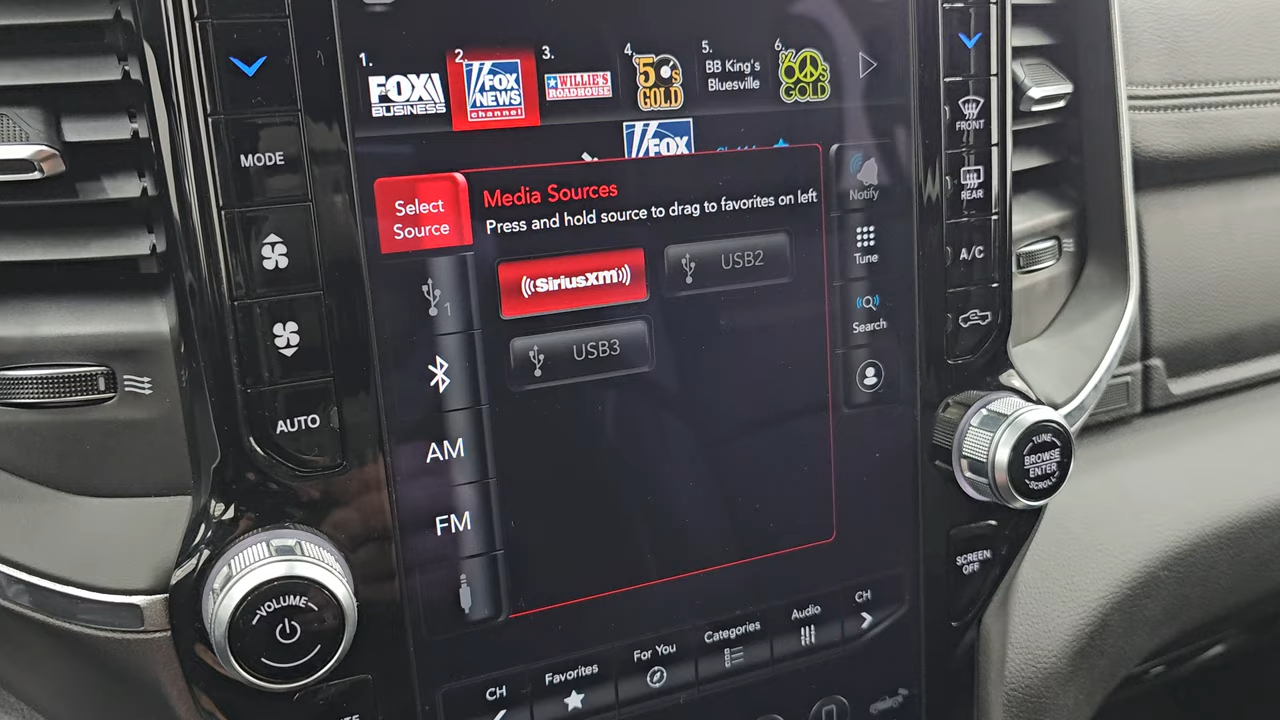 1.
FOX
BUSINESS
2.
FOX
NEWS
channel
3.
WILLIE'S
ROADHOUSE
4.
50s
GOLD
5.
BB King's
Bluesville
6.
60s
GOLD
MODE
AUTO
VOLUME
FOX
Select
Source
1
AM
FM
Media Sources
Press and hold source to drag to favorites on left
((SiriusXM))
USB2
USB3
Notify
Tune
Search
CH
Favorites
For You
Categories
Audio
CH
FRONT
REAR
A/C
TUNE
BROWSE
ENTER
SCROLL
SCREEN
OFF